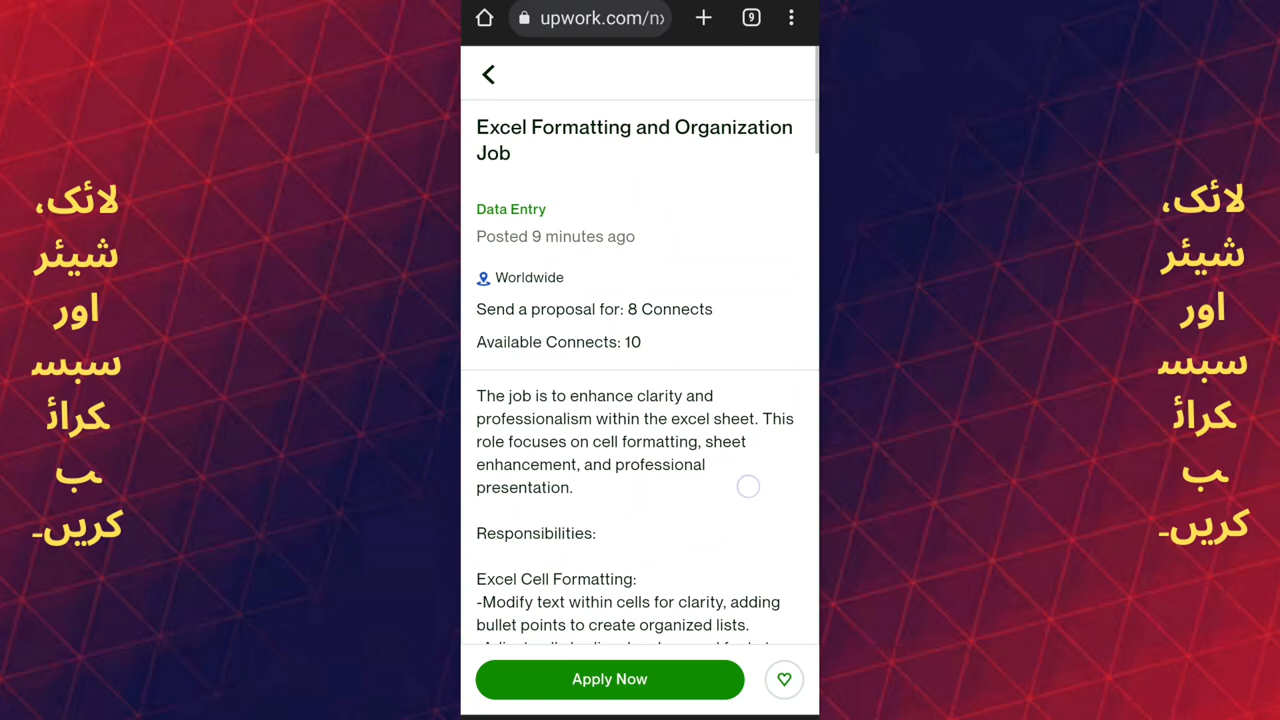 upwork.com/nx
9
Excel Formatting and Organization
Job
Data Entry
Posted 9 minutes ago
Worldwide
Send a proposal for: 8 Connects
Available Connects: 10
The job is to enhance clarity and
professionalism within the excel sheet. This
role focuses on cell formatting, sheet
enhancement, and professional
presentation.
Responsibilities:
Excel Cell Formatting:
-Modify text within cells for clarity, adding
bullet points to create organized lists.
Apply Now
لائک،
شیئر
اور
سبس
کرائ
ب
کریں۔
لائک،
شیئر
اور
سبس
کرائ
ب
کریں۔